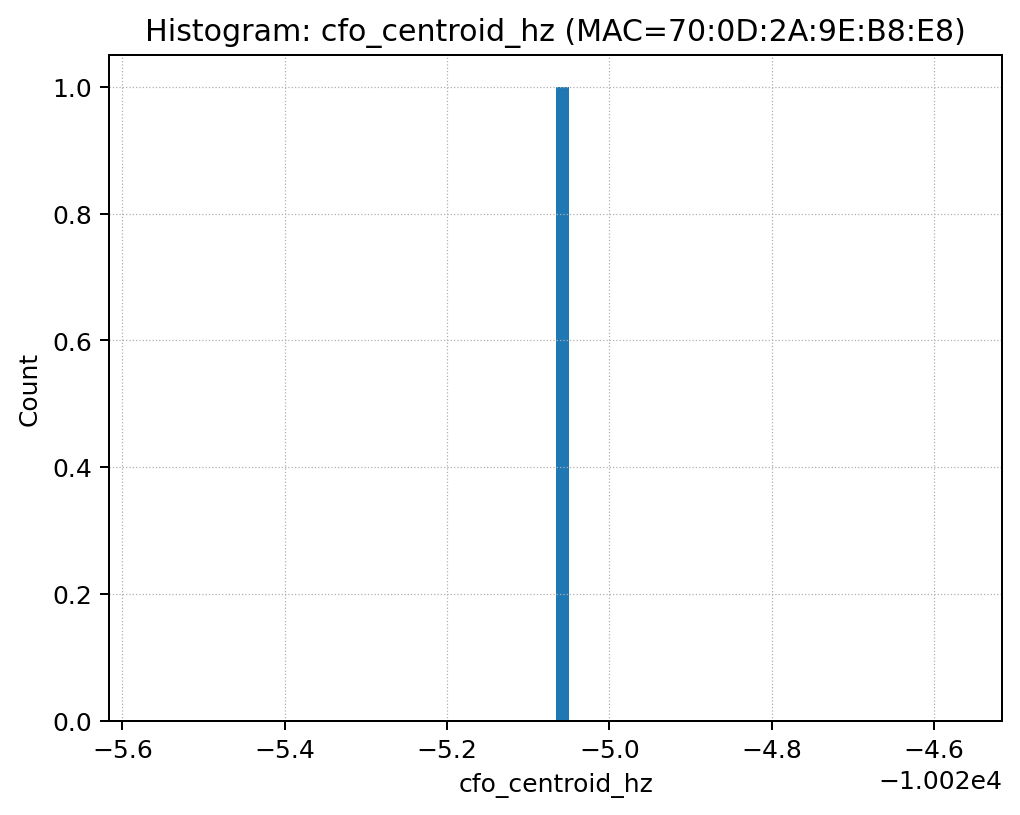 Histogram: cfo_centroid_hz (MAC=70:0D:2A:9E:B8:E8)
1.0
0.8
0.6
0.4
0.2
0.0
Count
−5.6 −5.4 −5.2 −5.0 −4.8 −4.6
cfo_centroid_hz
−1.002e4